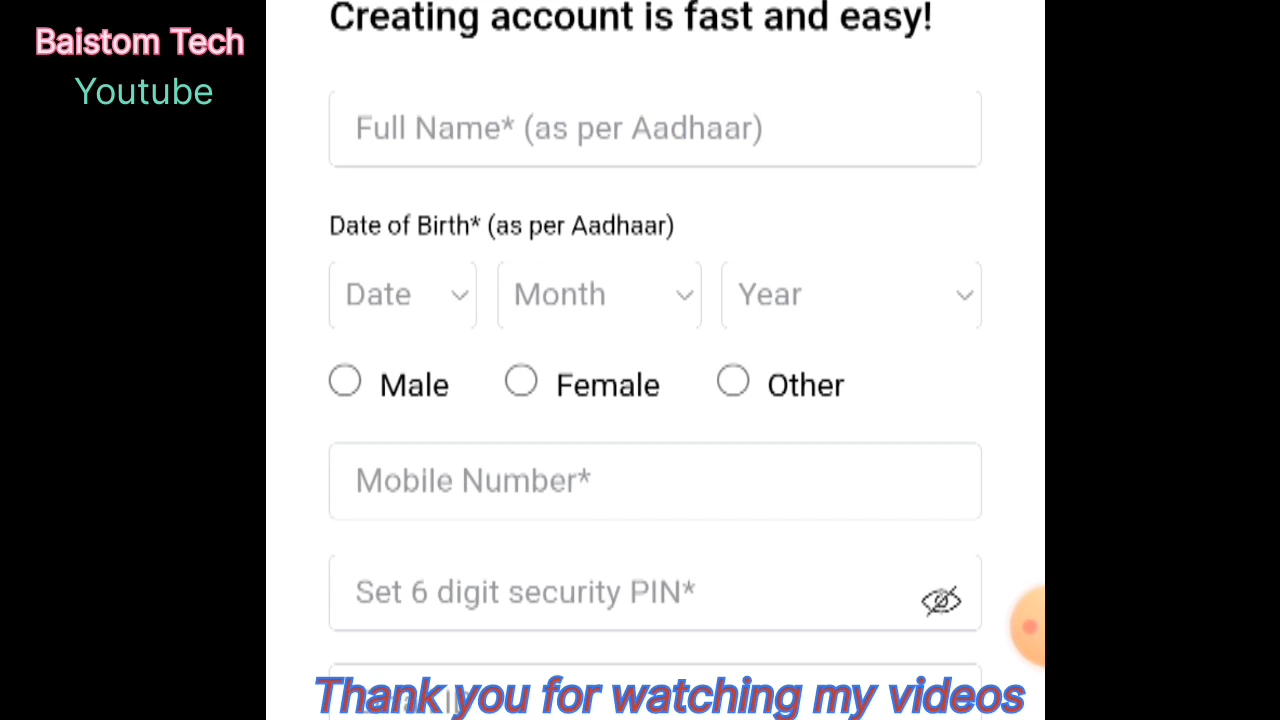 Baistom Tech
Youtube
Creating account is fast and easy!
Full Name* (as per Aadhaar)
Date of Birth* (as per Aadhaar)
Date Month Year
Male Female Other
Mobile Number*
Set 6 digit security PIN*
Thank you for watching my videos